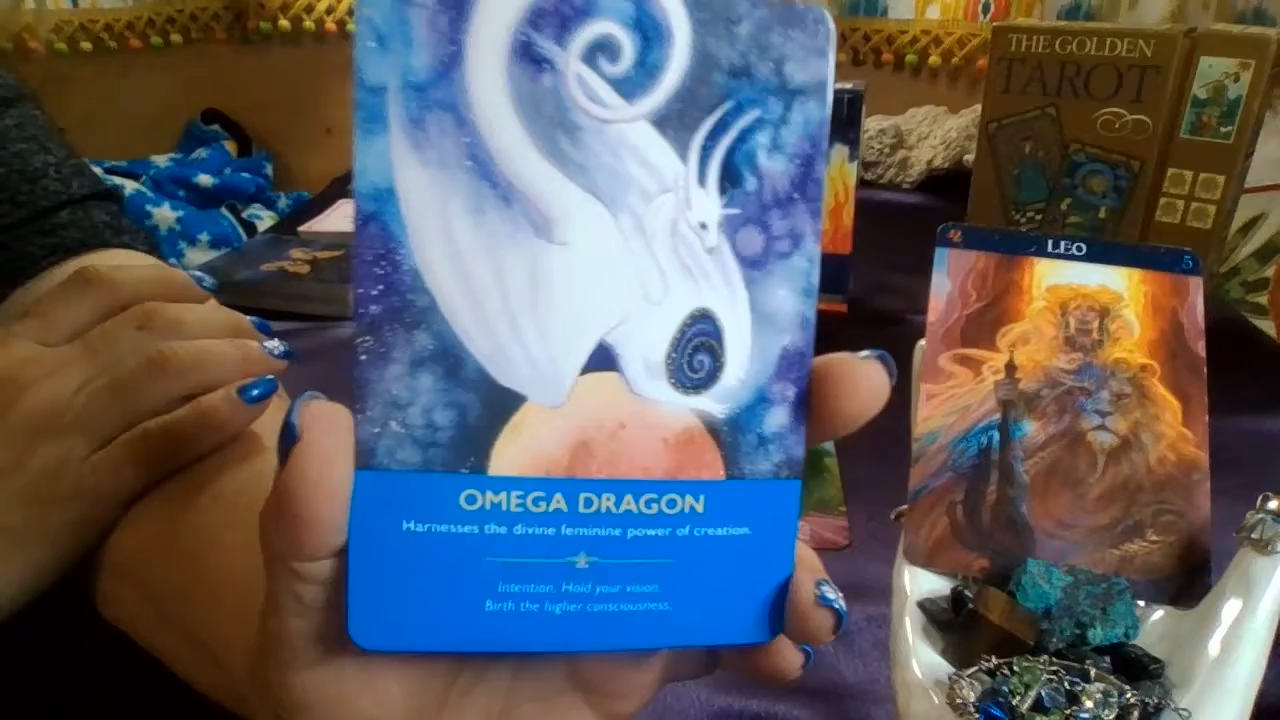 OMEGA DRAGON
Harnesses the divine feminine power of creation.
Intention. Hold your vision.
Birth the higher consciousness.
THE GOLDEN
TAROT
LEO
5